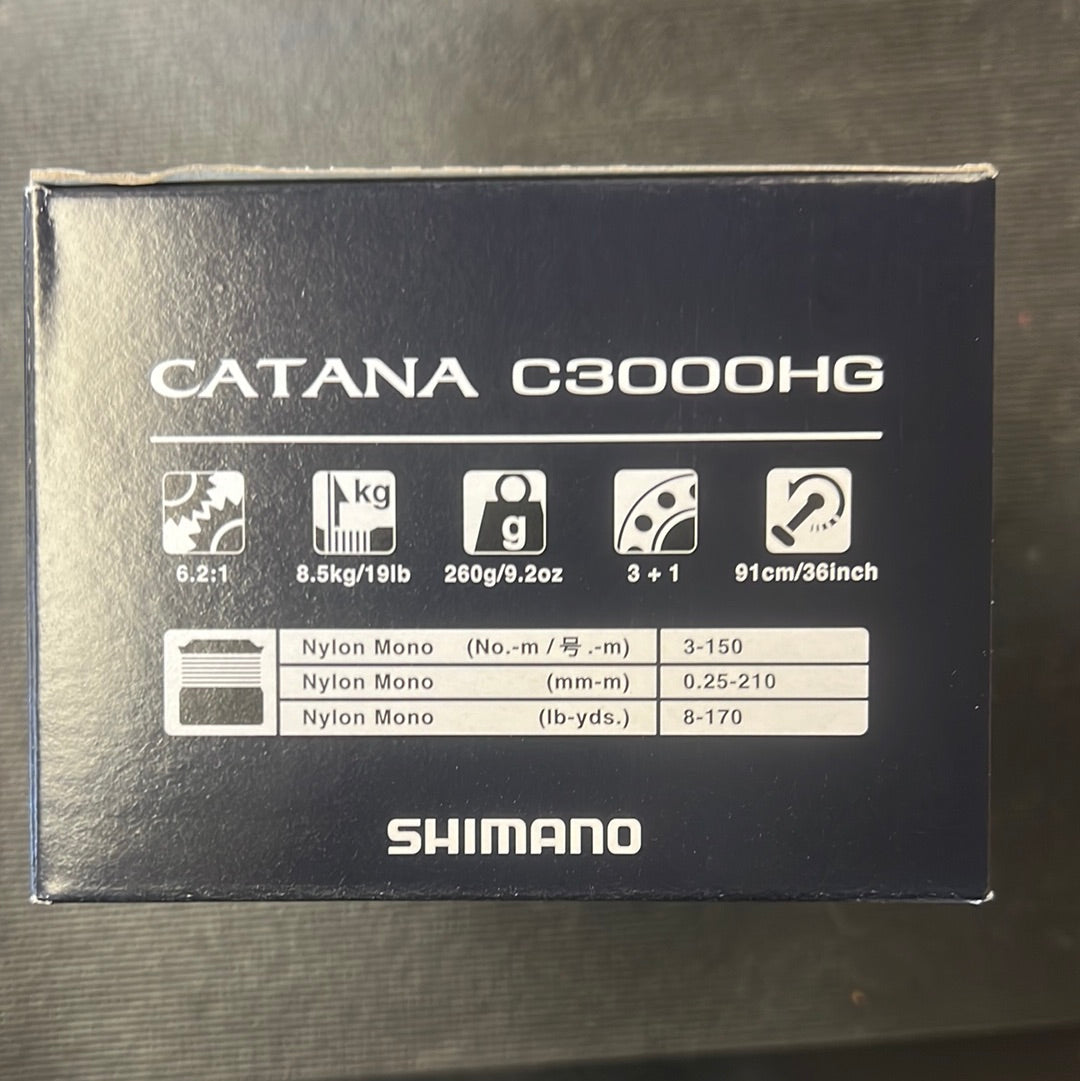 CATANA C3000HG
kg
g
6.2:1 8.5kg/19lb 260g/9.2oz 3 + 1 91cm/36inch
Nylon Mono (No.-m / 号 .-m) 3-150
Nylon Mono (mm-m) 0.25-210
Nylon Mono (lb-yds.) 8-170
SHIMANO